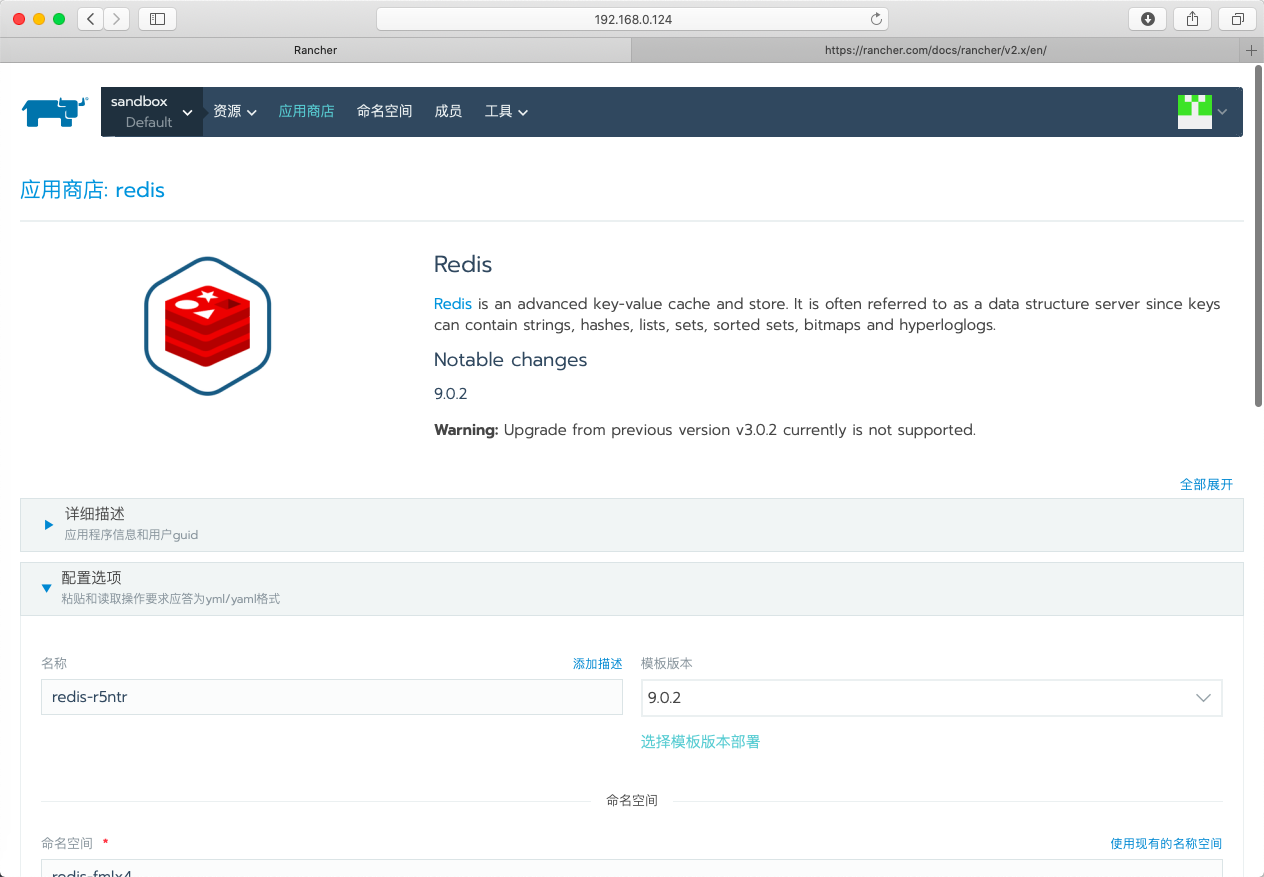 192.168.0.124
Rancher
https://rancher.com/docs/rancher/v2.x/en/
sandbox
Default
资源
应用商店
命名空间
成员
工具
应用商店: redis
Redis
Redis is an advanced key-value cache and store. It is often referred to as a data structure server since keys
can contain strings, hashes, lists, sets, sorted sets, bitmaps and hyperloglogs.
Notable changes
9.0.2
Warning: Upgrade from previous version v3.0.2 currently is not supported.
全部展开
详细描述
应用程序信息和用户guid
配置选项
粘贴和读取操作要求应答为yml/yaml格式
名称
添加描述
redis-r5ntr
模板版本
9.0.2
选择模板版本部署
命名空间
命名空间 *
使用现有的名称空间
redis-fmlx4